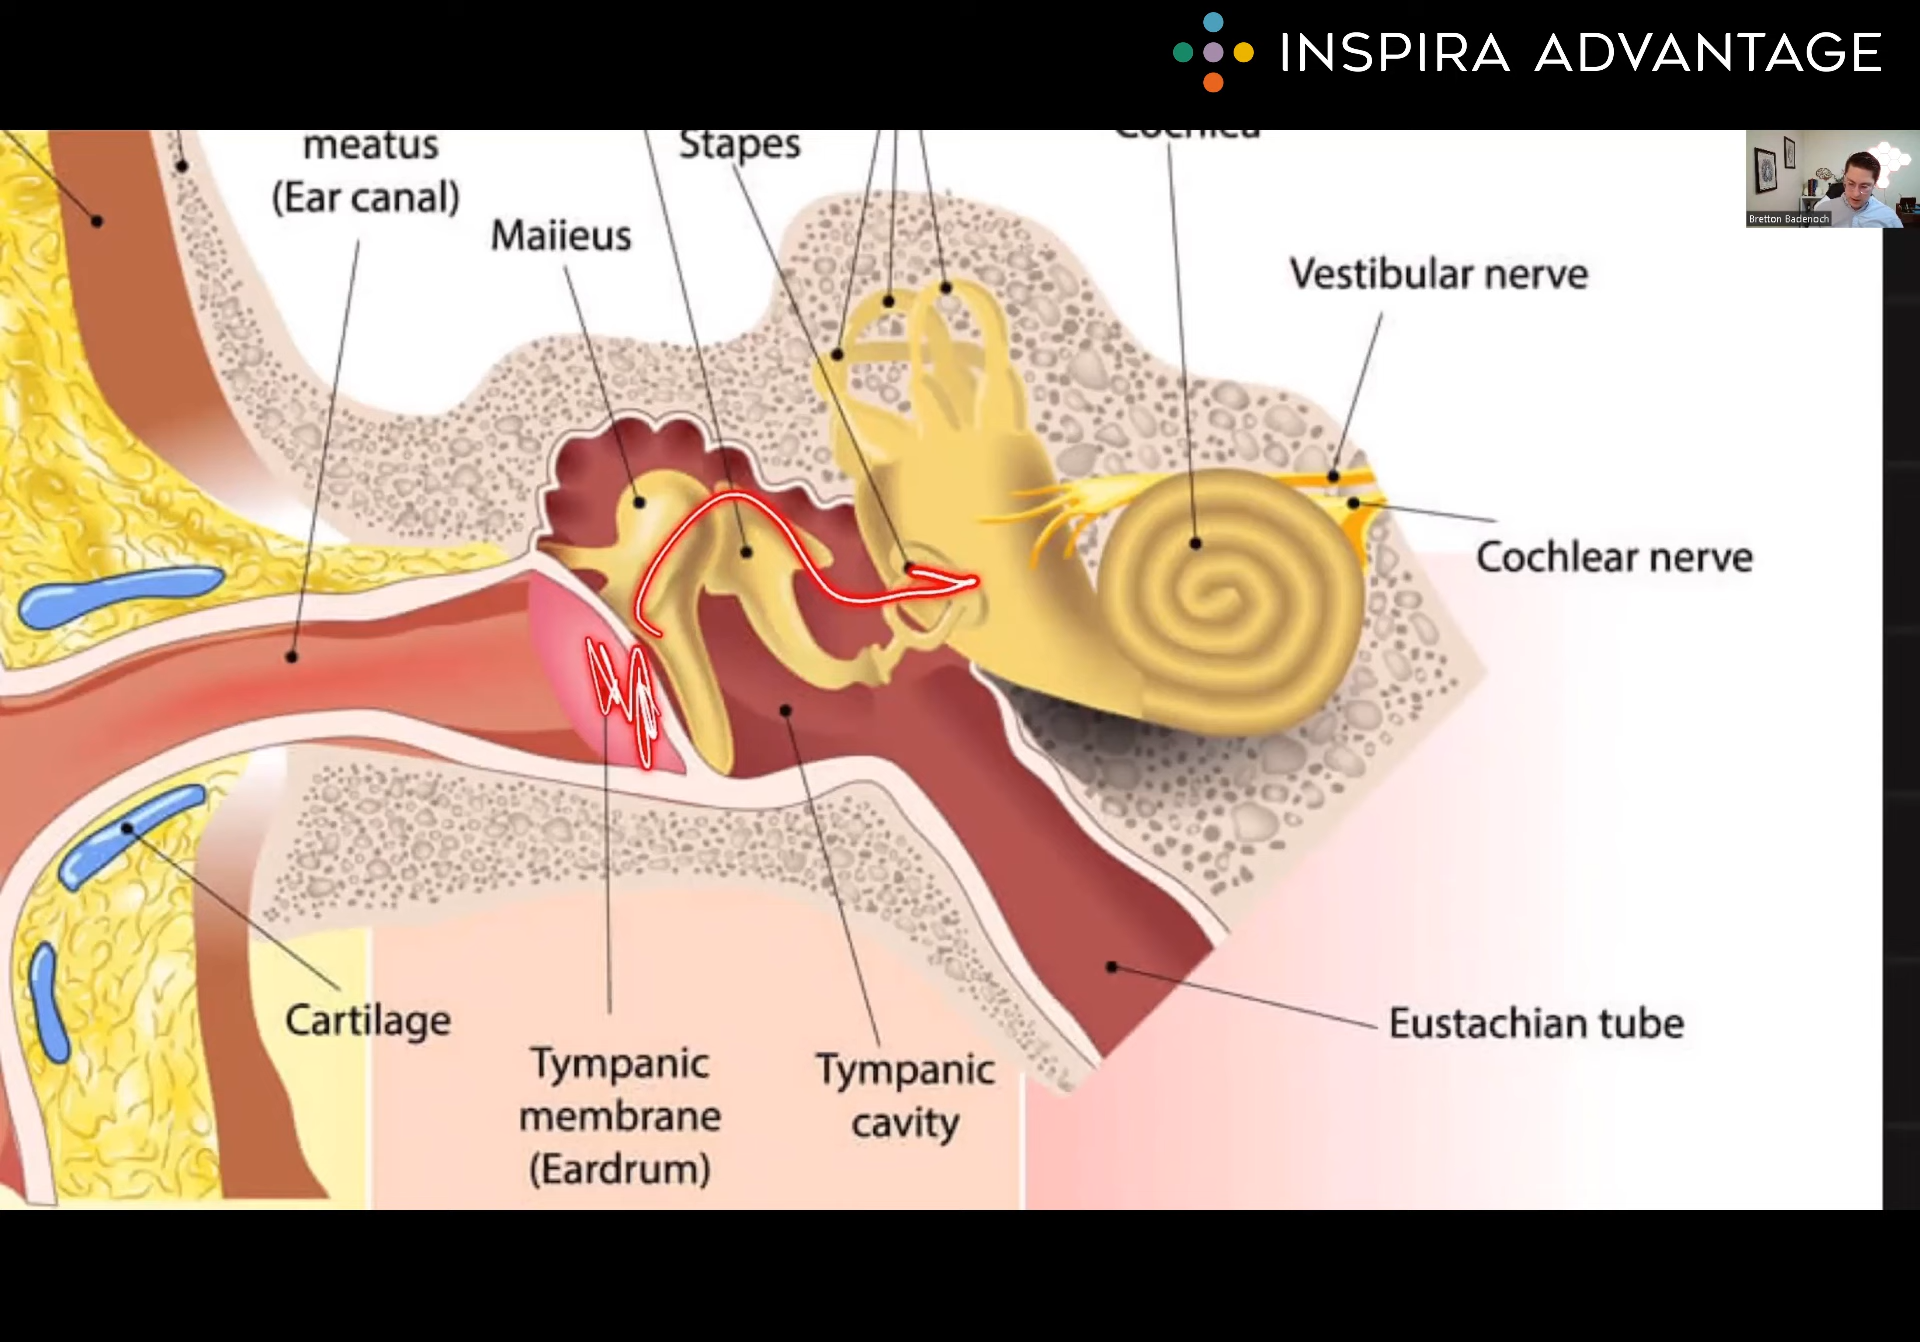 INSPIRA ADVANTAGE
meatus
(Ear canal)
Stapes
Cochlea
Bretton Badenoch
Maiieus
Vestibular nerve
Cochlear nerve
Cartilage
Eustachian tube
Tympanic
membrane
(Eardrum)
Tympanic
cavity